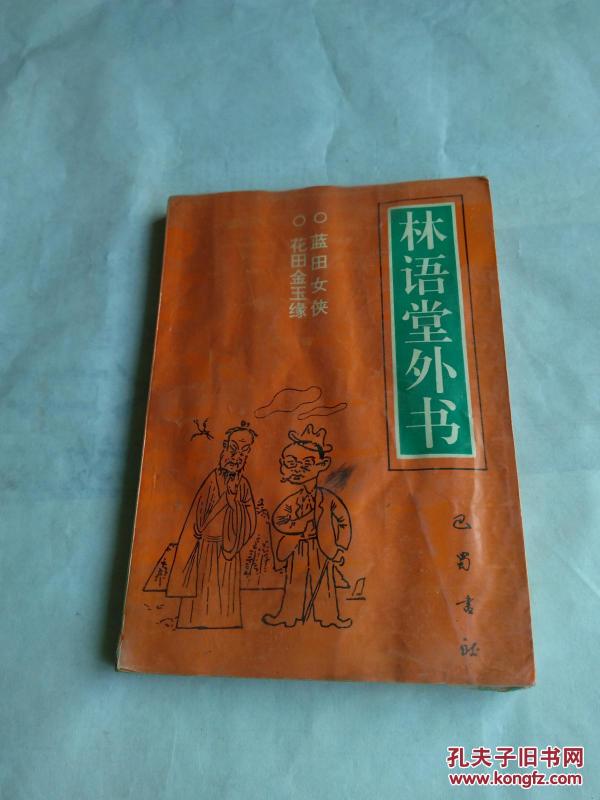 林语堂外书
○ 蓝田女侠
○ 花田金玉缘
巴蜀书社
孔夫子旧书网
www.kongfz.com